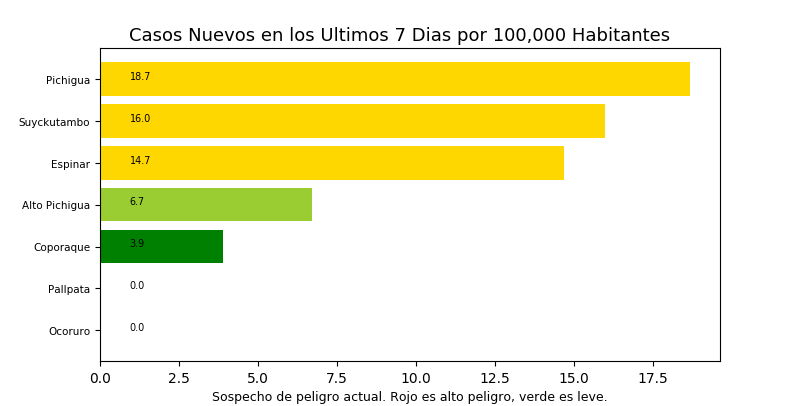 Casos Nuevos en los Ultimos 7 Dias por 100,000 Habitantes
Pichigua 18.7
Suyckutambo 16.0
Espinar 14.7
Alto Pichigua 6.7
Coporaque 3.9
Pallpata 0.0
Ocoruro 0.0
0.0 2.5 5.0 7.5 10.0 12.5 15.0 17.5
Sospecho de peligro actual. Rojo es alto peligro, verde es leve.